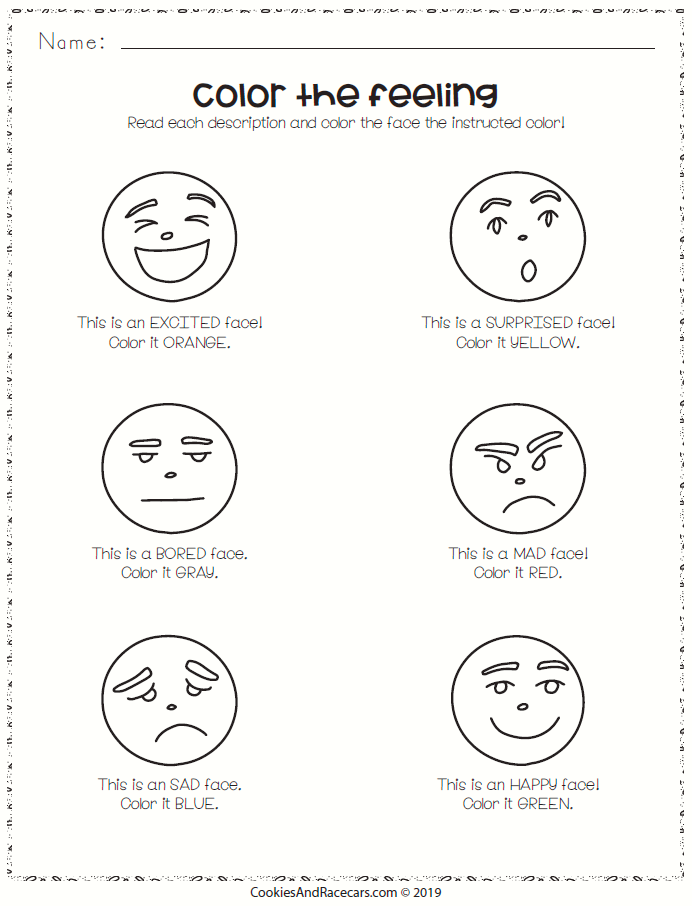 Name:
Color the Feeling
Read each description and color the face the instructed color!
This is an EXCITED face!
Color it ORANGE.
This is a SURPRISED face!
Color it YELLOW.
This is a BORED face.
Color it GRAY.
This is a MAD face!
Color it RED.
This is an SAD face.
Color it BLUE.
This is an HAPPY face!
Color it GREEN.
CookiesAndRacecars.com © 2019